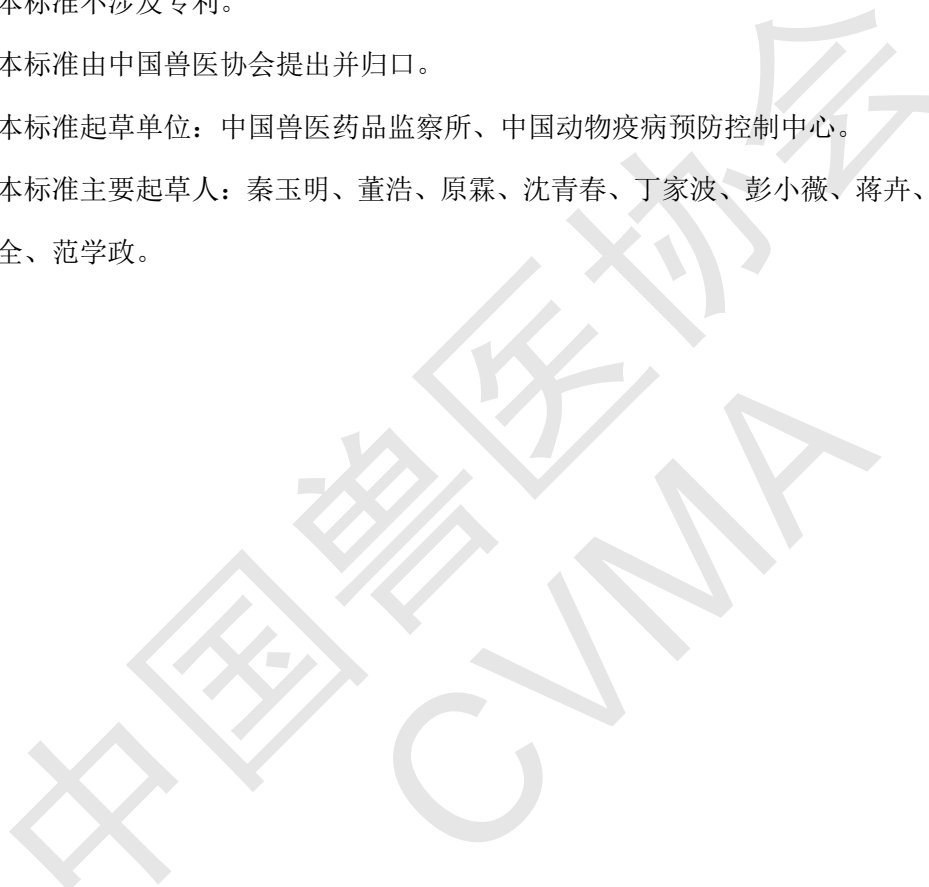 本标准不涉及专利。
本标准由中国兽医协会提出并归口。
本标准起草单位：中国兽医药品监察所、中国动物疫病预防控制中心。
本标准主要起草人：秦玉明、董浩、原霖、沈青春、丁家波、彭小薇、蒋卉、
全、范学政。
中国兽医协会
CVMA